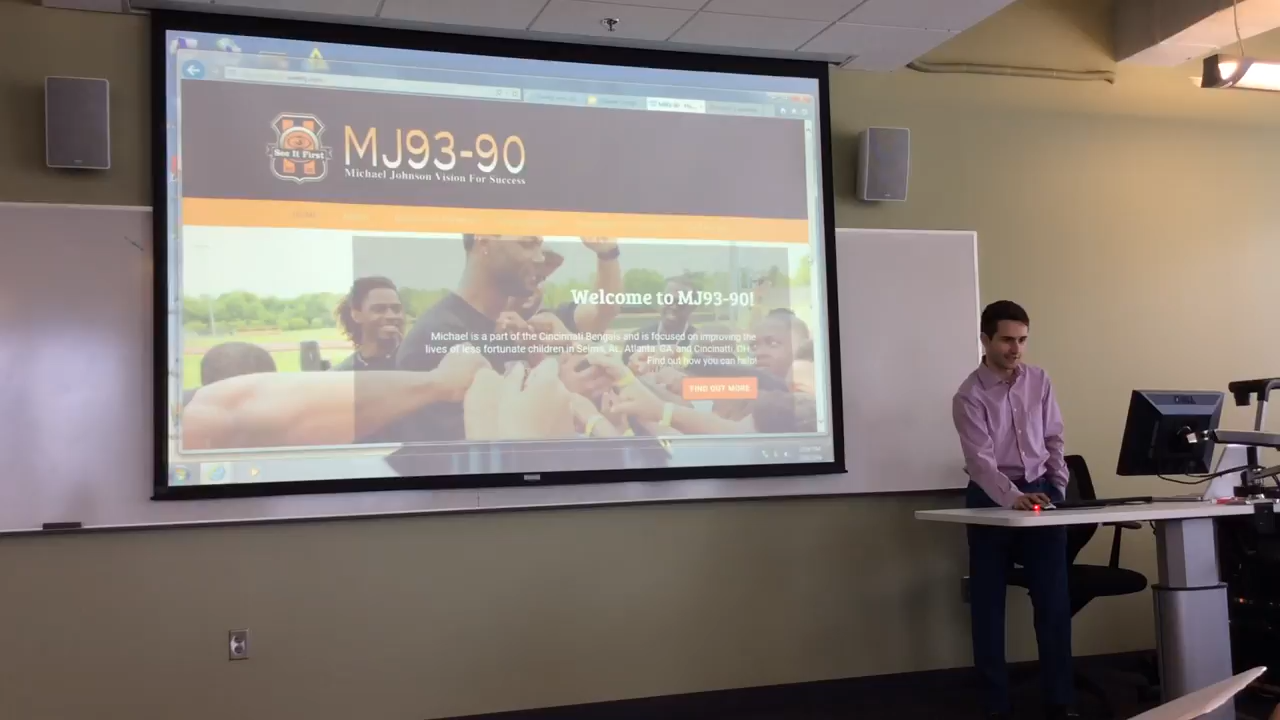 See It First
MJ93-90
Michael Johnson Vision For Success
HOME
Welcome to MJ93-90!
Michael is a part of the Cincinnati Bengals and is focused on improving the
lives of less fortunate children in Selma, AL, Atlanta, GA, and Cincinnati, OH.
Find out how you can help!
FIND OUT MORE